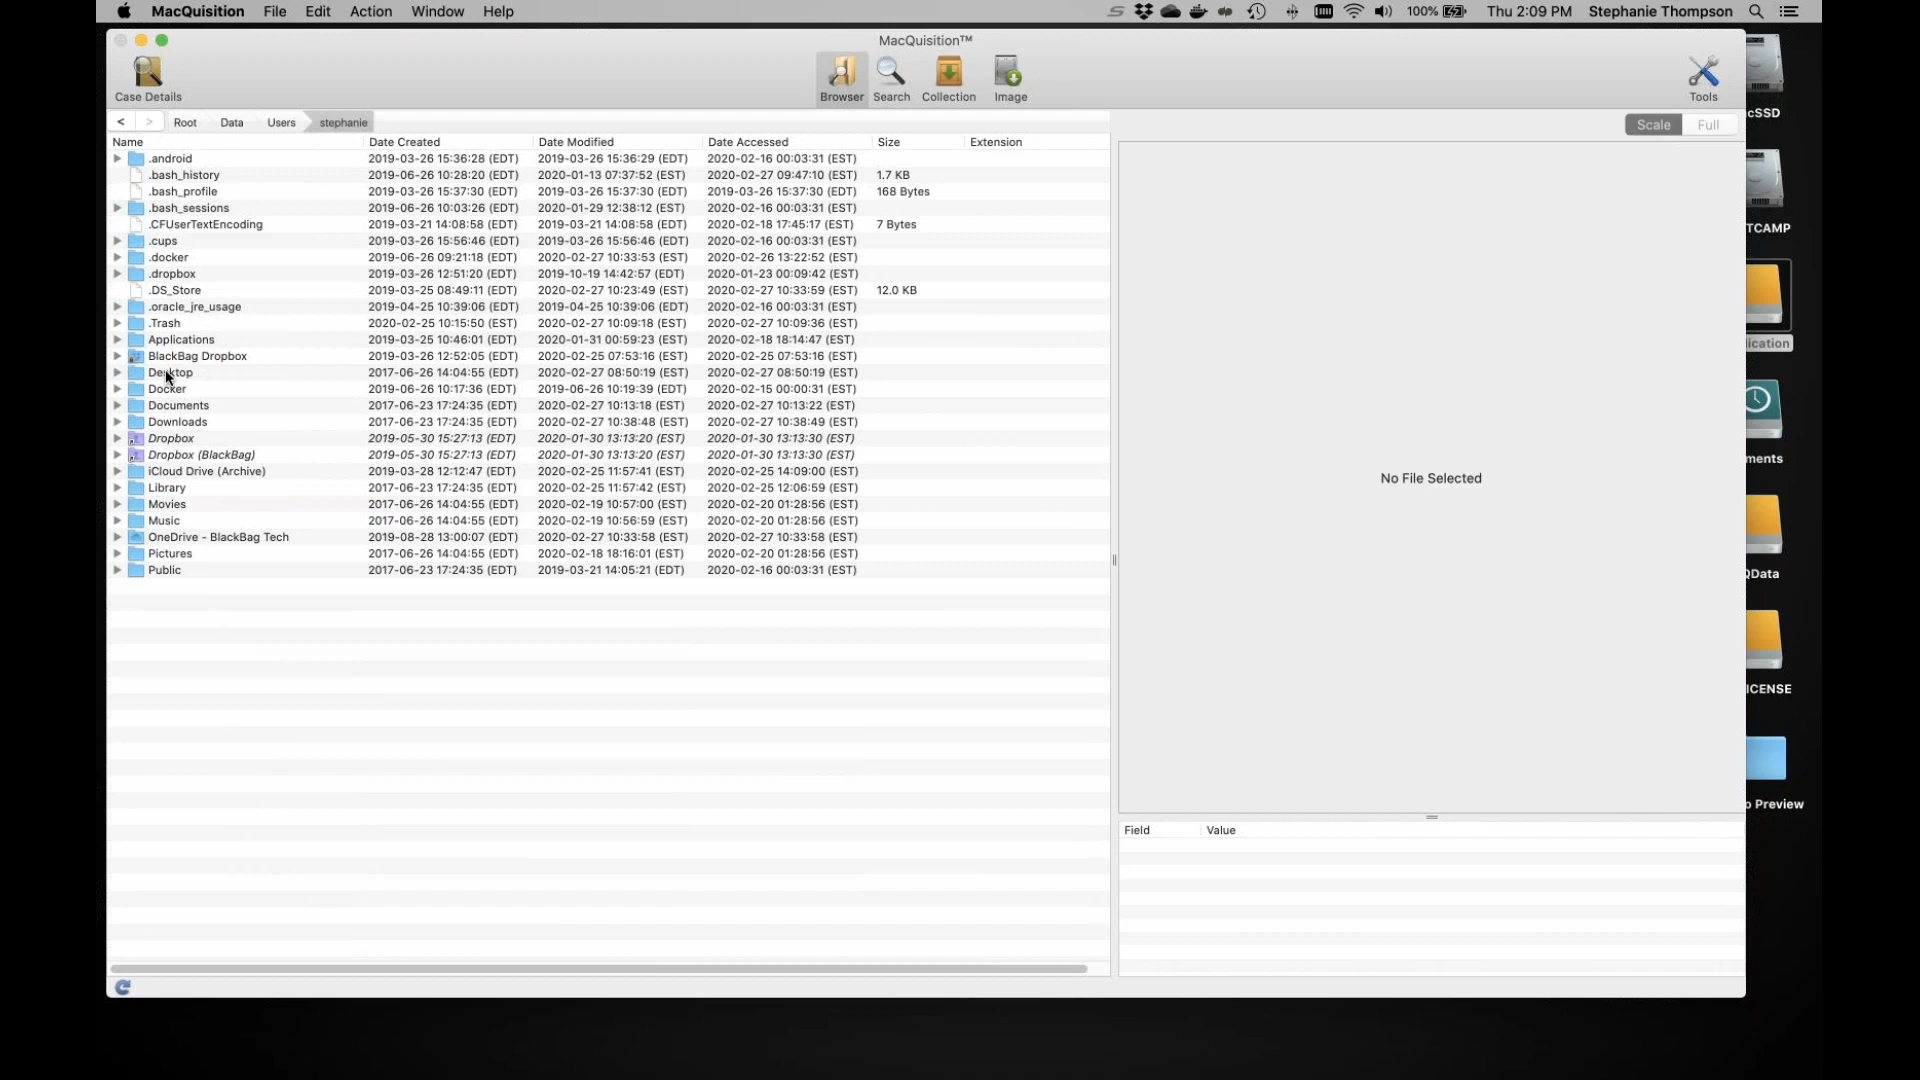 MacQuisition File Edit Action Window Help 100% Thu 2:09 PM Stephanie Thompson
MacQuisition™
Case Details Browser Search Collection Image Tools
< > Root Data Users stephanie Scale Full
Name Date Created Date Modified Date Accessed Size Extension
.android 2019-03-26 15:36:28 (EDT) 2019-03-26 15:36:29 (EDT) 2020-02-16 00:03:31 (EST)
.bash_history 2019-06-26 10:28:20 (EDT) 2020-01-13 07:37:52 (EST) 2020-02-27 09:47:10 (EST) 1.7 KB
.bash_profile 2019-03-26 15:37:30 (EDT) 2019-03-26 15:37:30 (EDT) 2019-03-26 15:37:30 (EDT) 168 Bytes
.bash_sessions 2019-06-26 10:03:26 (EDT) 2020-01-29 12:38:12 (EST) 2020-02-16 00:03:31 (EST)
.CFUserTextEncoding 2019-03-21 14:08:58 (EDT) 2019-03-21 14:08:58 (EDT) 2020-02-18 17:45:17 (EST) 7 Bytes
.cups 2019-03-26 15:56:46 (EDT) 2019-03-26 15:56:46 (EDT) 2020-02-16 00:03:31 (EST)
.docker 2019-06-26 09:21:18 (EDT) 2020-02-27 10:33:53 (EST) 2020-02-26 13:22:52 (EST)
.dropbox 2019-03-26 12:51:20 (EDT) 2019-10-19 14:42:57 (EDT) 2020-01-23 00:09:42 (EST)
.DS_Store 2019-03-25 08:49:11 (EDT) 2020-02-27 10:23:49 (EST) 2020-02-27 10:33:59 (EST) 12.0 KB
.oracle_jre_usage 2019-04-25 10:39:06 (EDT) 2019-04-25 10:39:06 (EDT) 2020-02-16 00:03:31 (EST)
.Trash 2020-02-25 10:15:50 (EST) 2020-02-27 10:09:18 (EST) 2020-02-27 10:09:36 (EST)
Applications 2019-03-25 10:46:01 (EDT) 2020-01-31 00:59:23 (EST) 2020-02-18 18:14:47 (EST)
BlackBag Dropbox 2019-03-26 12:52:05 (EDT) 2020-02-25 07:53:16 (EST) 2020-02-25 07:53:16 (EST)
Desktop 2017-06-26 14:04:55 (EDT) 2020-02-27 08:50:19 (EST) 2020-02-27 08:50:19 (EST)
Docker 2019-06-26 10:17:36 (EDT) 2019-06-26 10:19:39 (EDT) 2020-02-15 00:00:31 (EST)
Documents 2017-06-23 17:24:35 (EDT) 2020-02-27 10:13:18 (EST) 2020-02-27 10:13:22 (EST)
Downloads 2017-06-23 17:24:35 (EDT) 2020-02-27 10:38:48 (EST) 2020-02-27 10:38:49 (EST)
Dropbox 2019-05-30 15:27:13 (EDT) 2020-01-30 13:13:20 (EST) 2020-01-30 13:13:30 (EST)
Dropbox (BlackBag) 2019-05-30 15:27:13 (EDT) 2020-01-30 13:13:20 (EST) 2020-01-30 13:13:30 (EST)
iCloud Drive (Archive) 2019-03-28 12:12:47 (EDT) 2020-02-25 11:57:41 (EST) 2020-02-25 14:09:00 (EST)
Library 2017-06-23 17:24:35 (EDT) 2020-02-25 11:57:42 (EST) 2020-02-25 12:06:59 (EST)
Movies 2017-06-26 14:04:55 (EDT) 2020-02-19 10:57:00 (EST) 2020-02-20 01:28:56 (EST)
Music 2017-06-26 14:04:55 (EDT) 2020-02-19 10:56:59 (EST) 2020-02-20 01:28:56 (EST)
OneDrive - BlackBag Tech 2019-08-28 13:00:07 (EDT) 2020-02-27 10:33:58 (EST) 2020-02-27 10:33:58 (EST)
Pictures 2017-06-26 14:04:55 (EDT) 2020-02-18 18:16:01 (EST) 2020-02-20 01:28:56 (EST)
Public 2017-06-23 17:24:35 (EDT) 2019-03-21 14:05:21 (EDT) 2020-02-16 00:03:31 (EST)
No File Selected
Field Value
cSSD
TCAMP
ication
ments
QData
ICENSE
o Preview